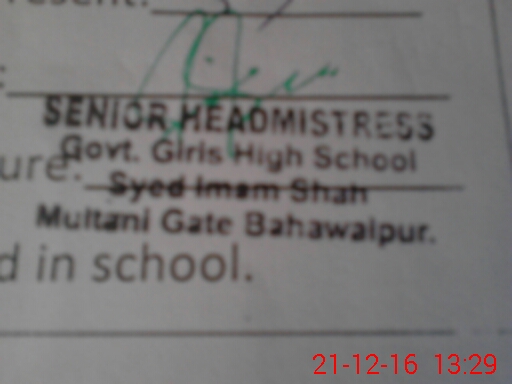 SENIOR HEADMISTRESS
Govt. Girls High School
ure:
Syed Imam Shah
Multani Gate Bahawalpur.
d in school.
21-12-16 13:29